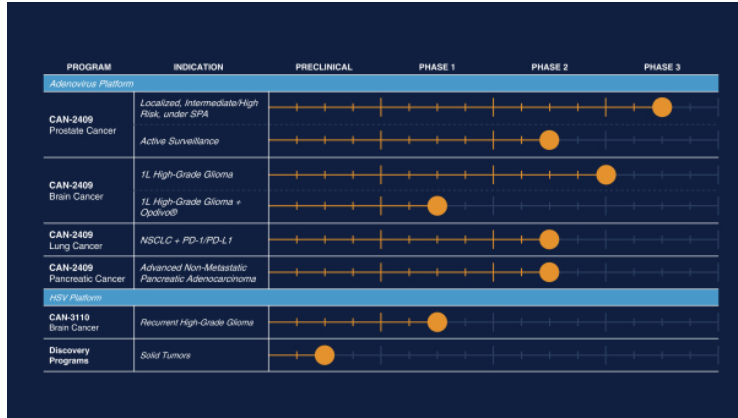 PROGRAM INDICATION PRECLINICAL PHASE 1 PHASE 2 PHASE 3
Adenovirus Platform
CAN-2409
Prostate Cancer
Localized, Intermediate/High
Risk, under SPA
Active Surveillance
CAN-2409
Brain Cancer
1L High-Grade Glioma
1L High-Grade Glioma +
Opdivo®
CAN-2409
Lung Cancer
NSCLC + PD-1/PD-L1
CAN-2409
Pancreatic Cancer
Advanced Non-Metastatic
Pancreatic Adenocarcinoma
HSV Platform
CAN-3110
Brain Cancer
Recurrent High-Grade Glioma
Discovery
Programs
Solid Tumors